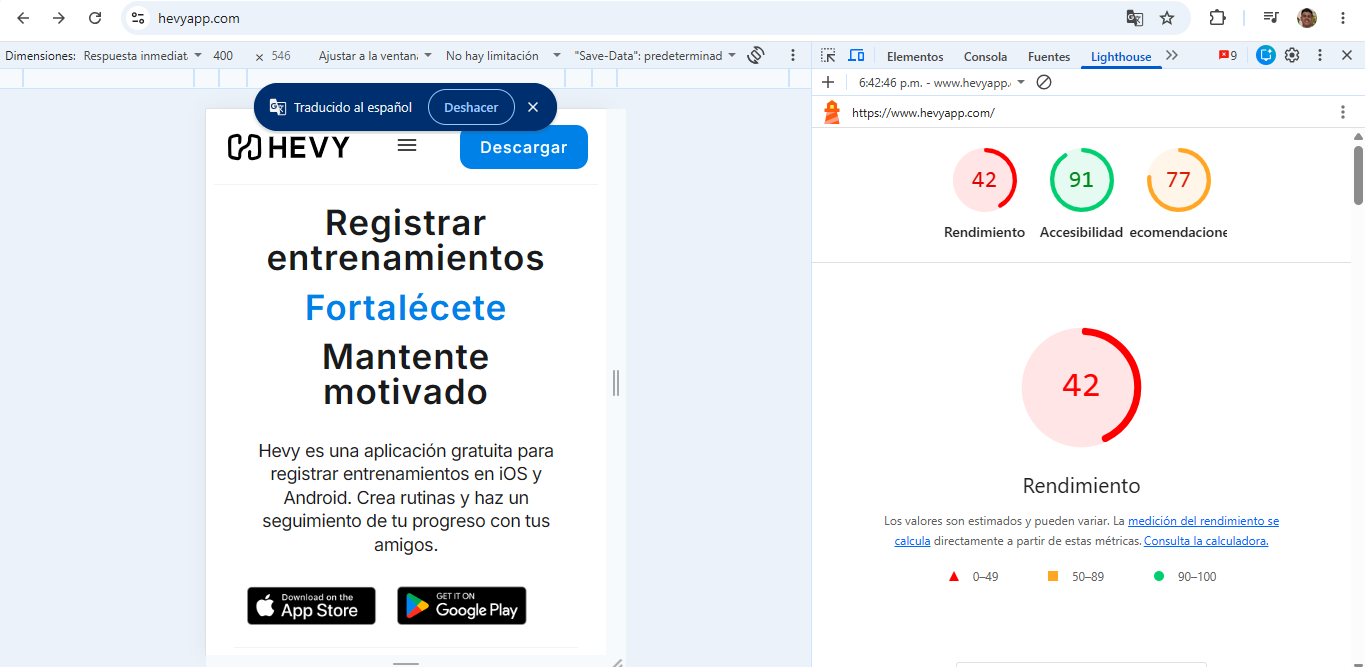 hevyapp.com
Dimensiones: Respuesta inmediat 400 × 546 Ajustar a la ventan No hay limitación "Save-Data": predeterminad
Elementos Consola Fuentes Lighthouse 9
6:42:46 p.m. - www.hevyapp.
https://www.hevyapp.com/
Traducido al español Deshacer
HEVY Descargar
Registrar
entrenamientos
Fortalécete
Mantente
motivado
Hevy es una aplicación gratuita para
registrar entrenamientos en iOS y
Android. Crea rutinas y haz un
seguimiento de tu progreso con tus
amigos.
Download on the
App Store
GET IT ON
Google Play
42 91 77
Rendimiento Accesibilidad ecomendacione
42
Rendimiento
Los valores son estimados y pueden variar. La medición del rendimiento se
calcula directamente a partir de estas métricas. Consulta la calculadora.
0–49 50–89 90–100